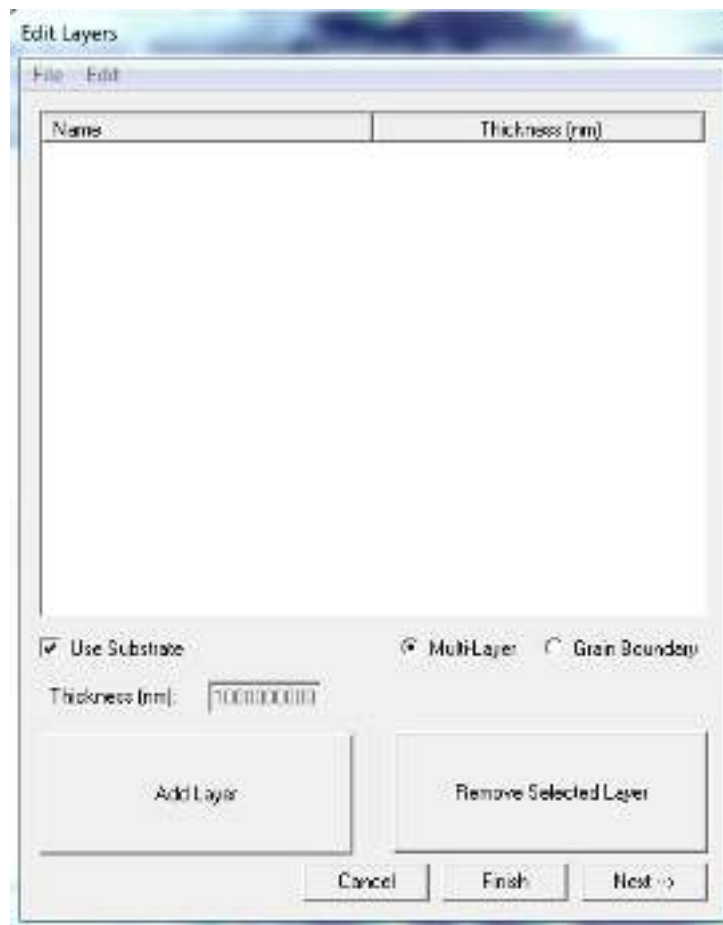 Edit Layers
File Edit
Name Thickness (nm)
Use Substrate Multi-Layer Grain Boundary
Thickness (nm): 1000000000
Add Layer Remove Selected Layer
Cancel Finish Next ->